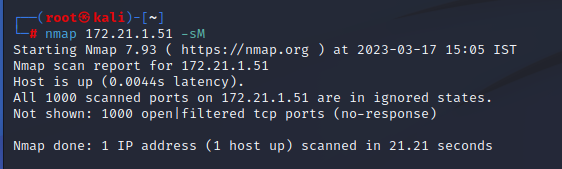 ┌──(root㉿kali)-[~]
└─# nmap 172.21.1.51 -sM
Starting Nmap 7.93 ( https://nmap.org ) at 2023-03-17 15:05 IST
Nmap scan report for 172.21.1.51
Host is up (0.0044s latency).
All 1000 scanned ports on 172.21.1.51 are in ignored states.
Not shown: 1000 open|filtered tcp ports (no-response)
Nmap done: 1 IP address (1 host up) scanned in 21.21 seconds